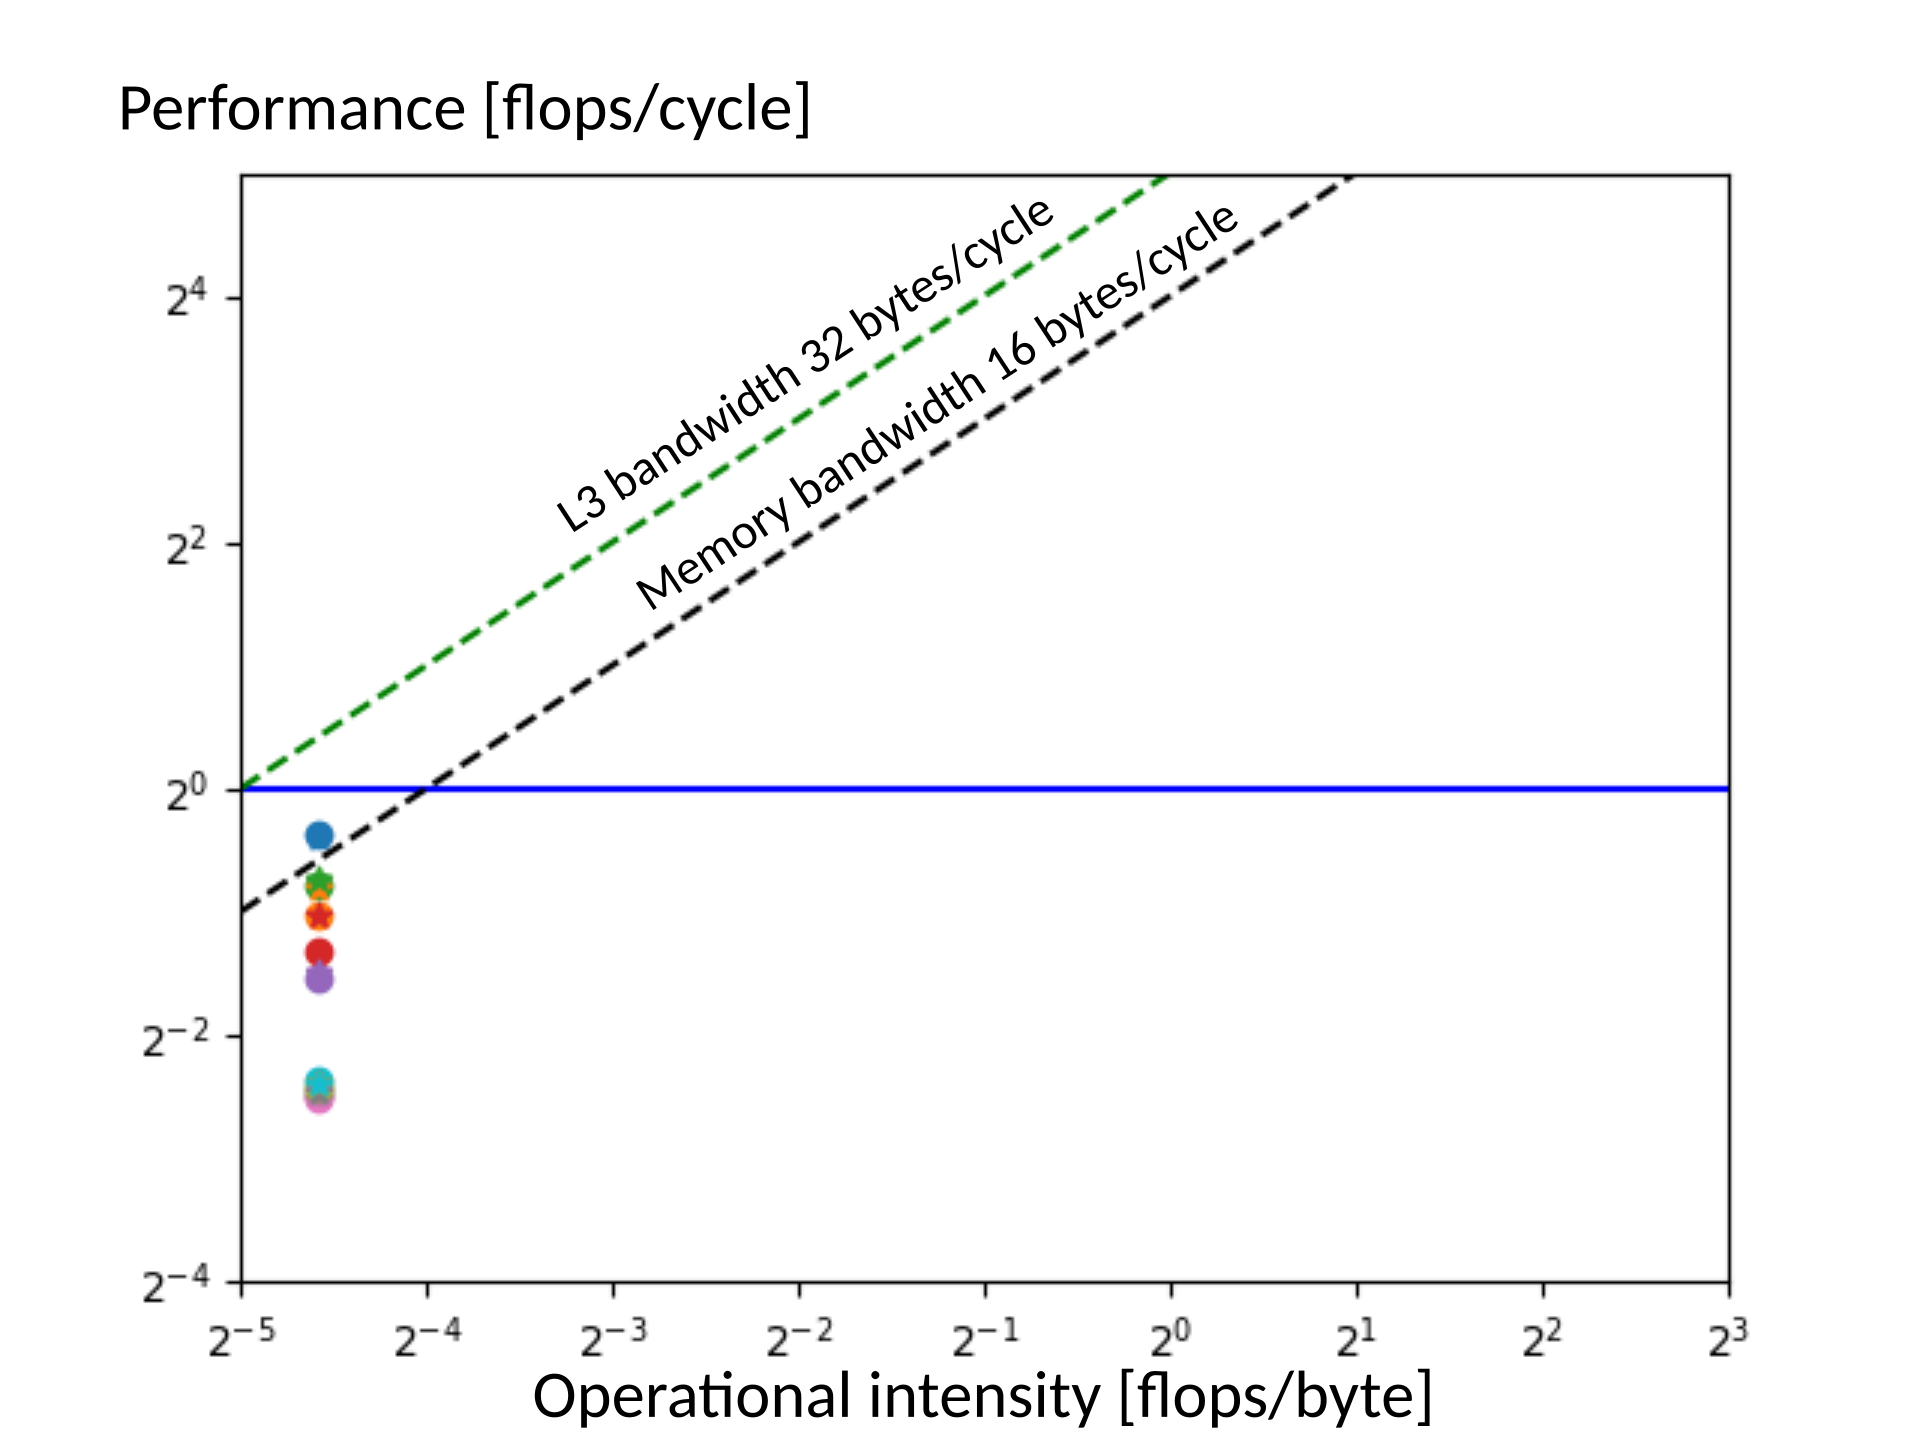 Performance [flops/cycle]
L3 bandwidth 32 bytes/cycle
Memory bandwidth 16 bytes/cycle
2⁴
2²
2⁰
2⁻²
2⁻⁴
2⁻⁵ 2⁻⁴ 2⁻³ 2⁻² 2⁻¹ 2⁰ 2¹ 2² 2³
Operational intensity [flops/byte]